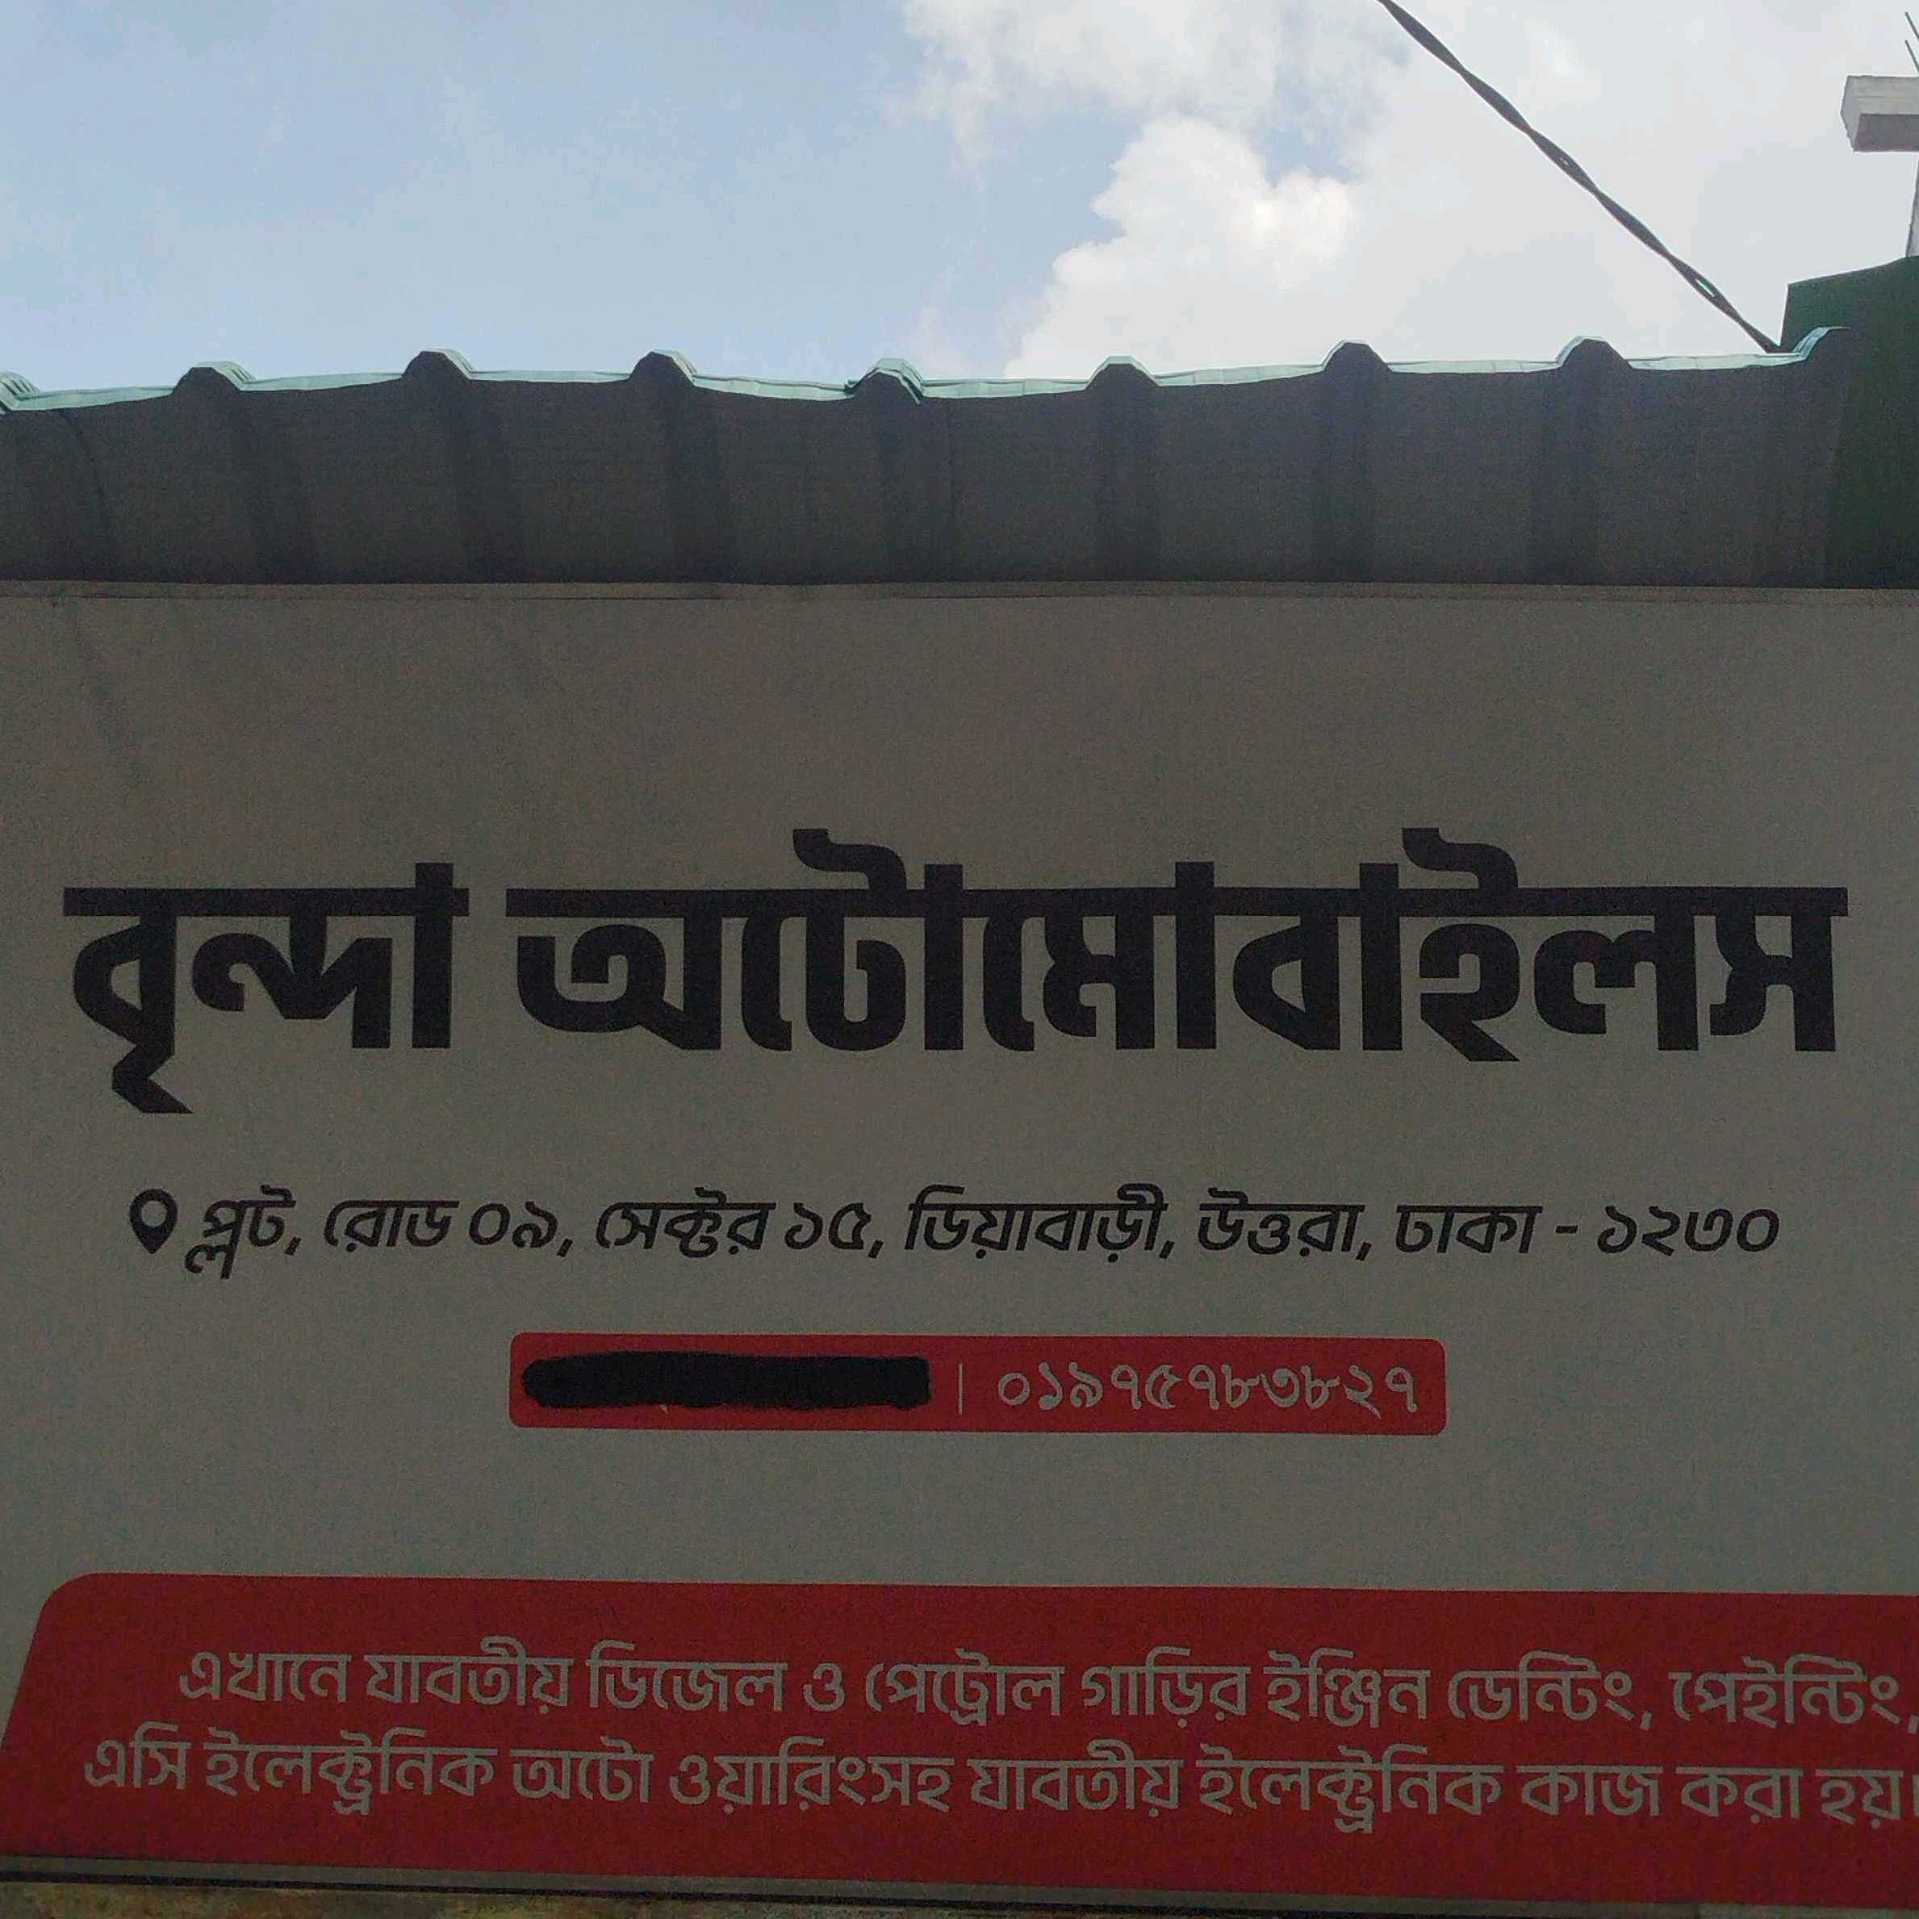 বৃন্দা অটোমোবাইলস
প্লট, রোড ০৯, সেক্টর ১৫, ডিয়াবাড়ী, উত্তরা, ঢাকা - ১২৩০
| ০১৯৭৫৭৮৩৮২৭
এখানে যাবতীয় ডিজেল ও পেট্রোল গাড়ির ইঞ্জিন ডেন্টিং, পেইন্টিং,
এসি ইলেক্ট্রনিক অটো ওয়ারিংসহ যাবতীয় ইলেক্ট্রনিক কাজ করা হয়।